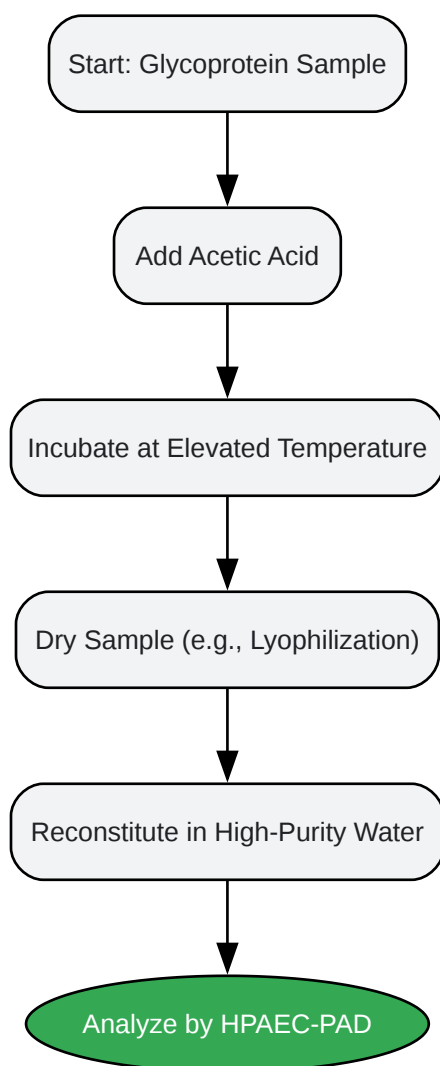 Start: Glycoprotein Sample
Add Acetic Acid
Incubate at Elevated Temperature
Dry Sample (e.g., Lyophilization)
Reconstitute in High-Purity Water
Analyze by HPAEC-PAD